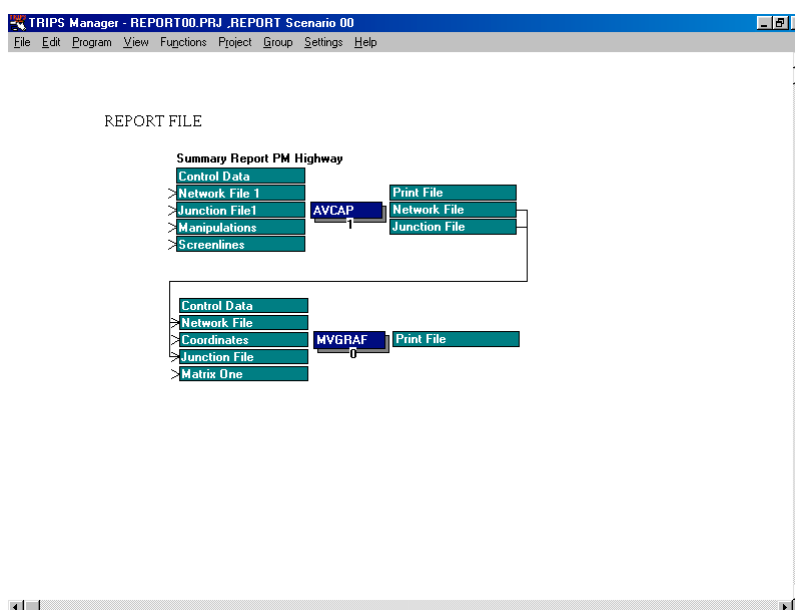 TRIPS Manager - REPORT00.PRJ ,REPORT Scenario 00
File Edit Program View Functions Project Group Settings Help
REPORT FILE
Summary Report PM Highway
Control Data
Network File 1
Junction File1
Manipulations
Screenlines
AVCAP
1
Print File
Network File
Junction File
Control Data
Network File
Coordinates
Junction File
Matrix One
MVGRAF
0
Print File